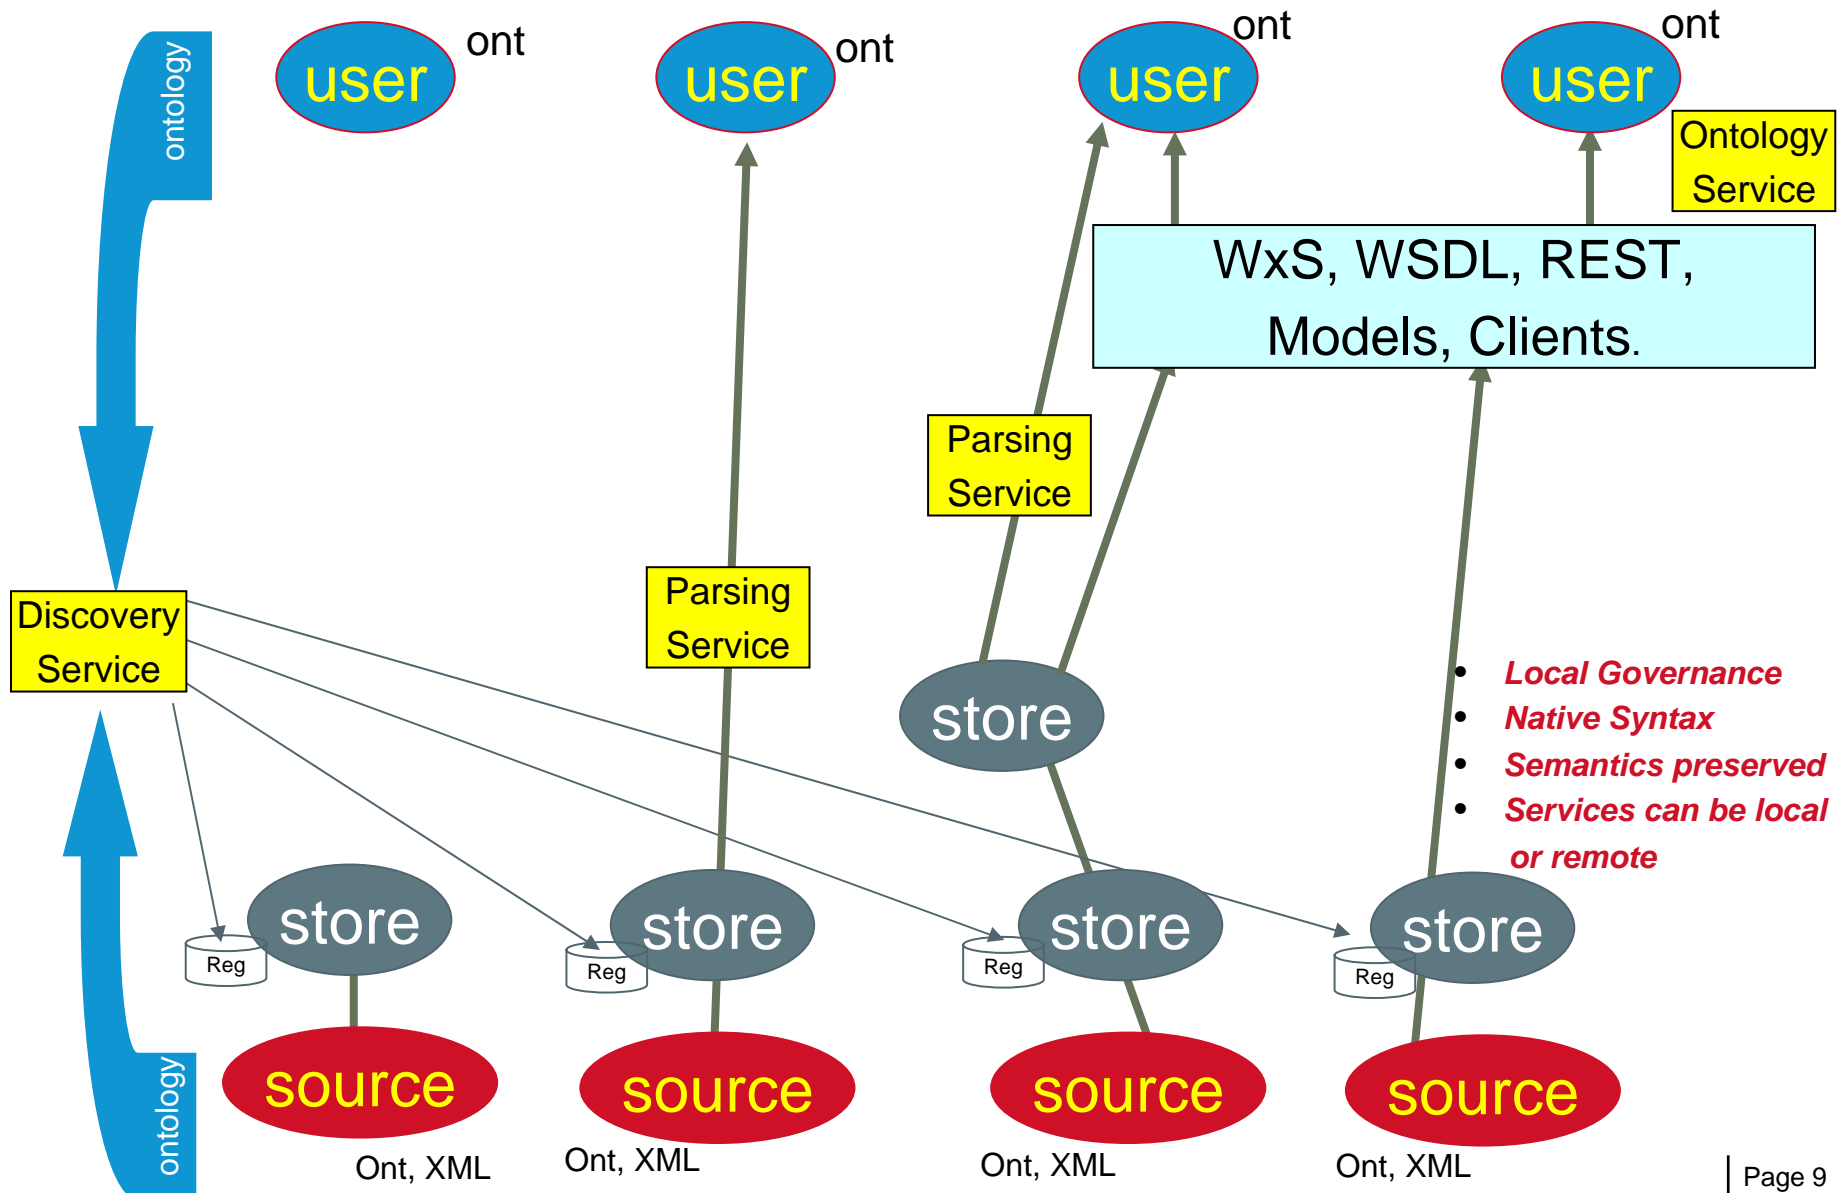 ontology
user
ont
user
ont
user
ont
user
ont
Ontology
Service
WxS, WSDL, REST,
Models, Clients.
Parsing
Service
Parsing
Service
Discovery
Service
store
• Local Governance
• Native Syntax
• Semantics preserved
• Services can be local
or remote
store
store
store
store
Reg
Reg
Reg
Reg
source
source
source
source
ontology
Ont, XML
Ont, XML
Ont, XML
Ont, XML
Page 9